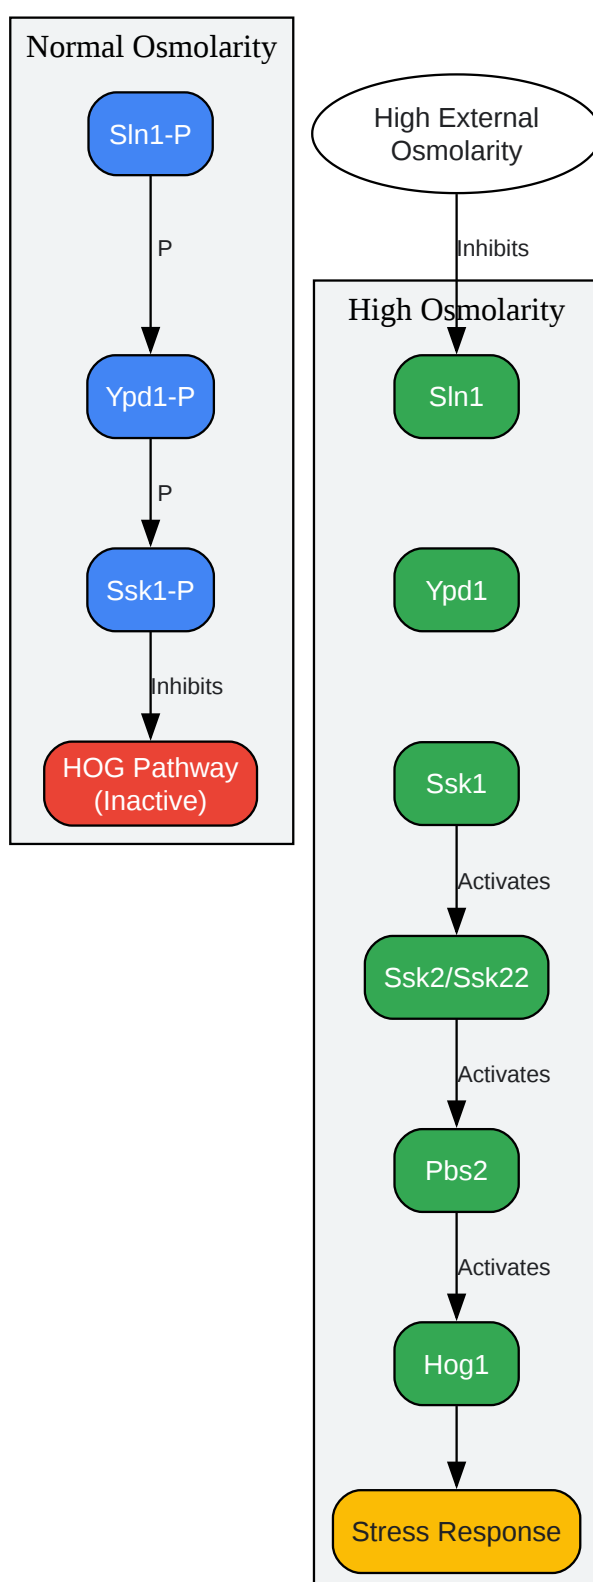 Normal Osmolarity
Sln1-P
P
Ypd1-P
P
Ssk1-P
Inhibits
HOG Pathway
(Inactive)
High External
Osmolarity
Inhibits
High Osmolarity
Sln1
Ypd1
Ssk1
Activates
Ssk2/Ssk22
Activates
Pbs2
Activates
Hog1
Stress Response